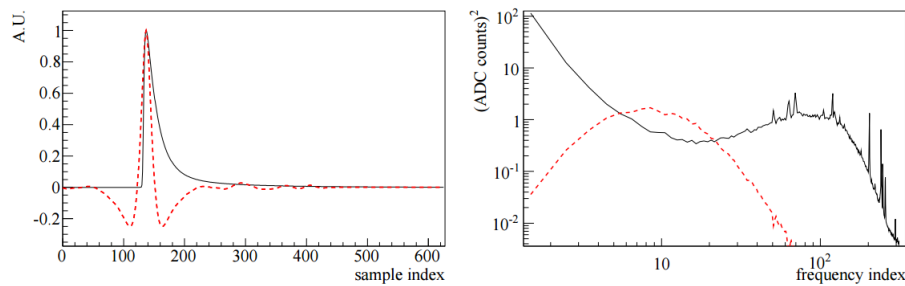 A.U.
1
0.8
0.6
0.4
0.2
0
-0.2
0 100 200 300 400 500 600
sample index
(ADC counts)²
10²
10
1
10⁻¹
10⁻²
10 10²
frequency index